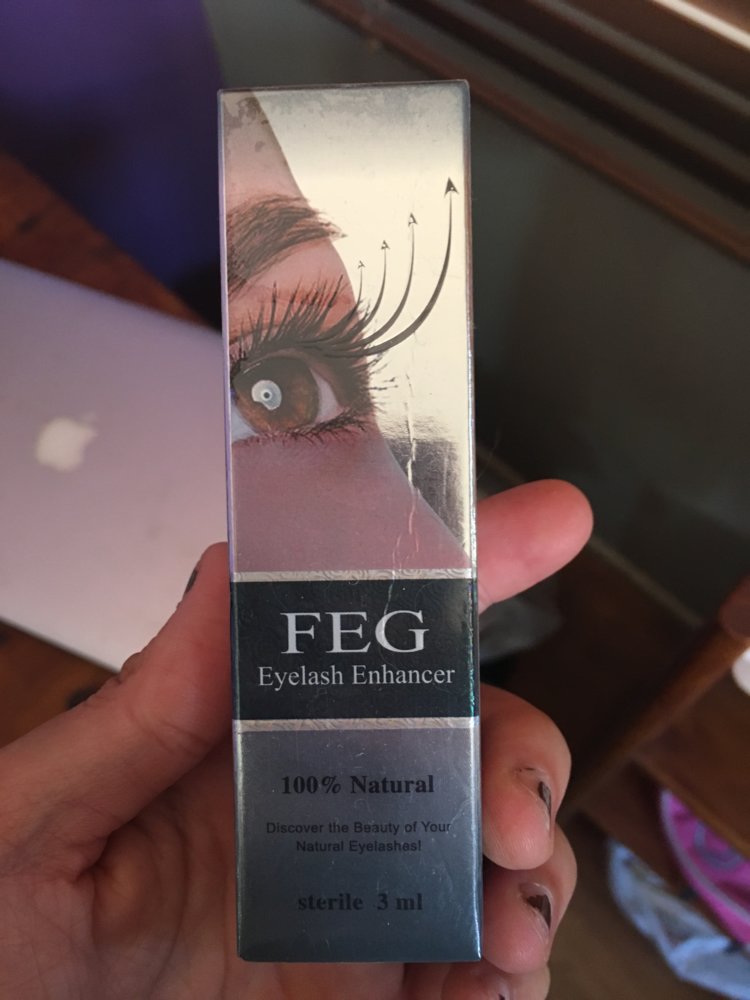 FEG
Eyelash Enhancer
100% Natural
Discover the Beauty of Your
Natural Eyelashes!
sterile 3 ml